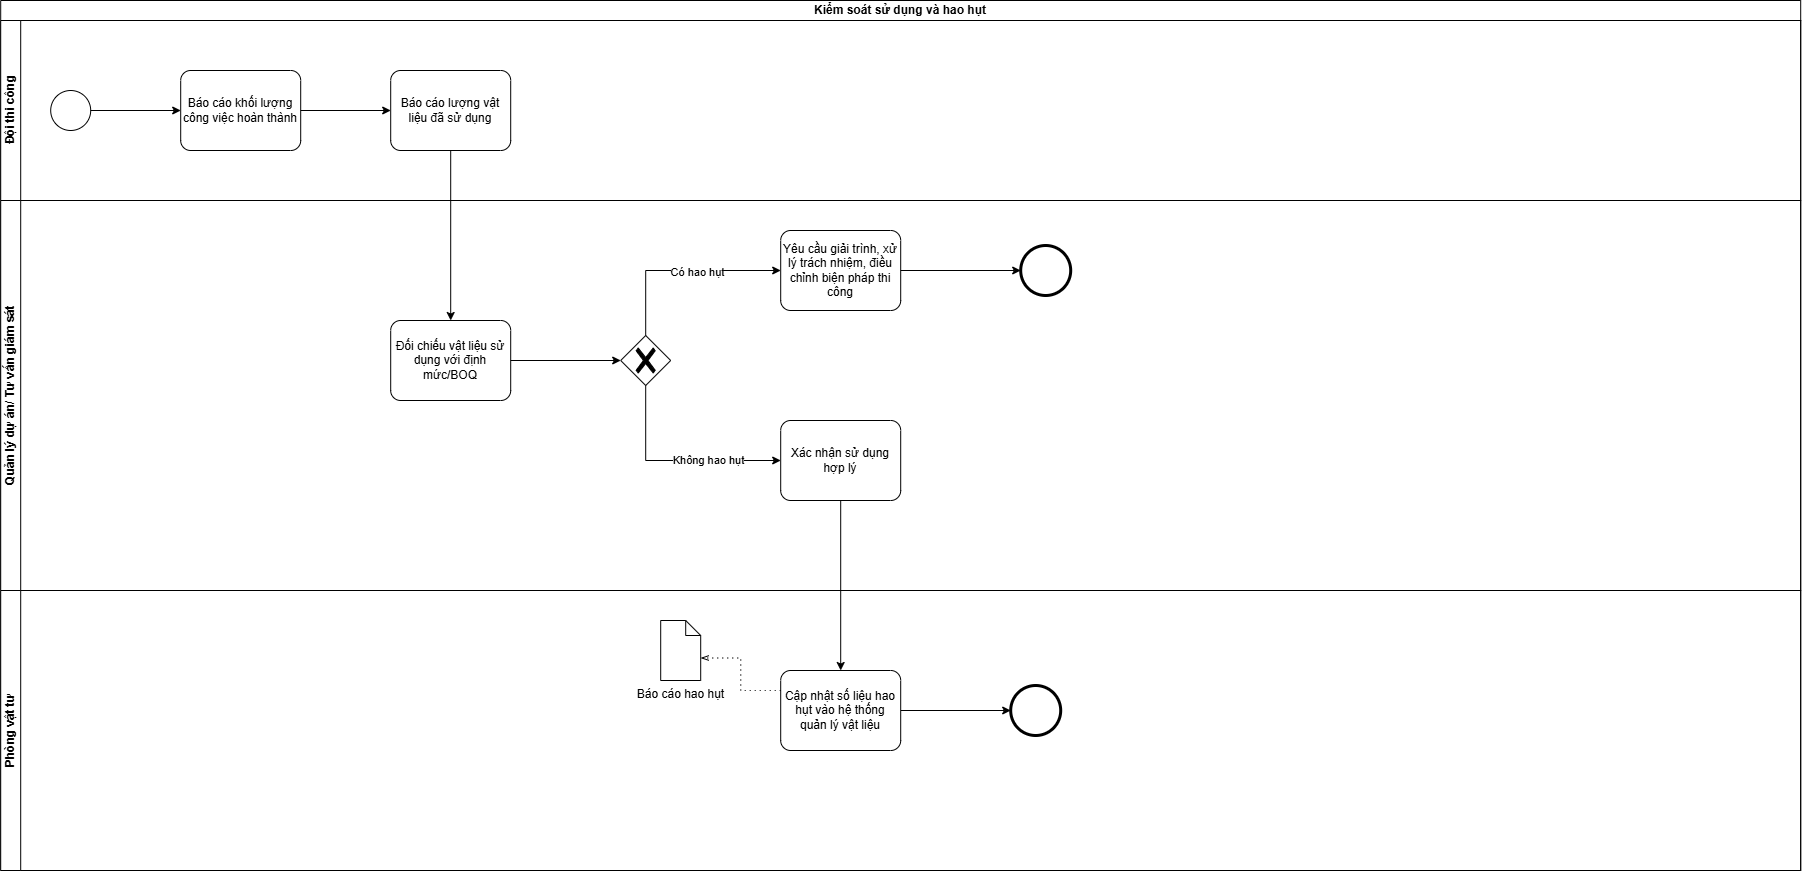 Kiểm soát sử dụng và hao hụt
Đội thi công
Báo cáo khối lượng
công việc hoàn thành
Báo cáo lượng vật
liệu đã sử dụng
Quản lý dự án/ Tư vấn giám sát
Đối chiếu vật liệu sử
dụng với định
mức/BOQ
Có hao hụt
Yêu cầu giải trình, xử
lý trách nhiệm, điều
chỉnh biện pháp thi
công
Không hao hụt
Xác nhận sử dụng
hợp lý
Phòng vật tư
Báo cáo hao hụt
Cập nhật số liệu hao
hụt vào hệ thống
quản lý vật liệu